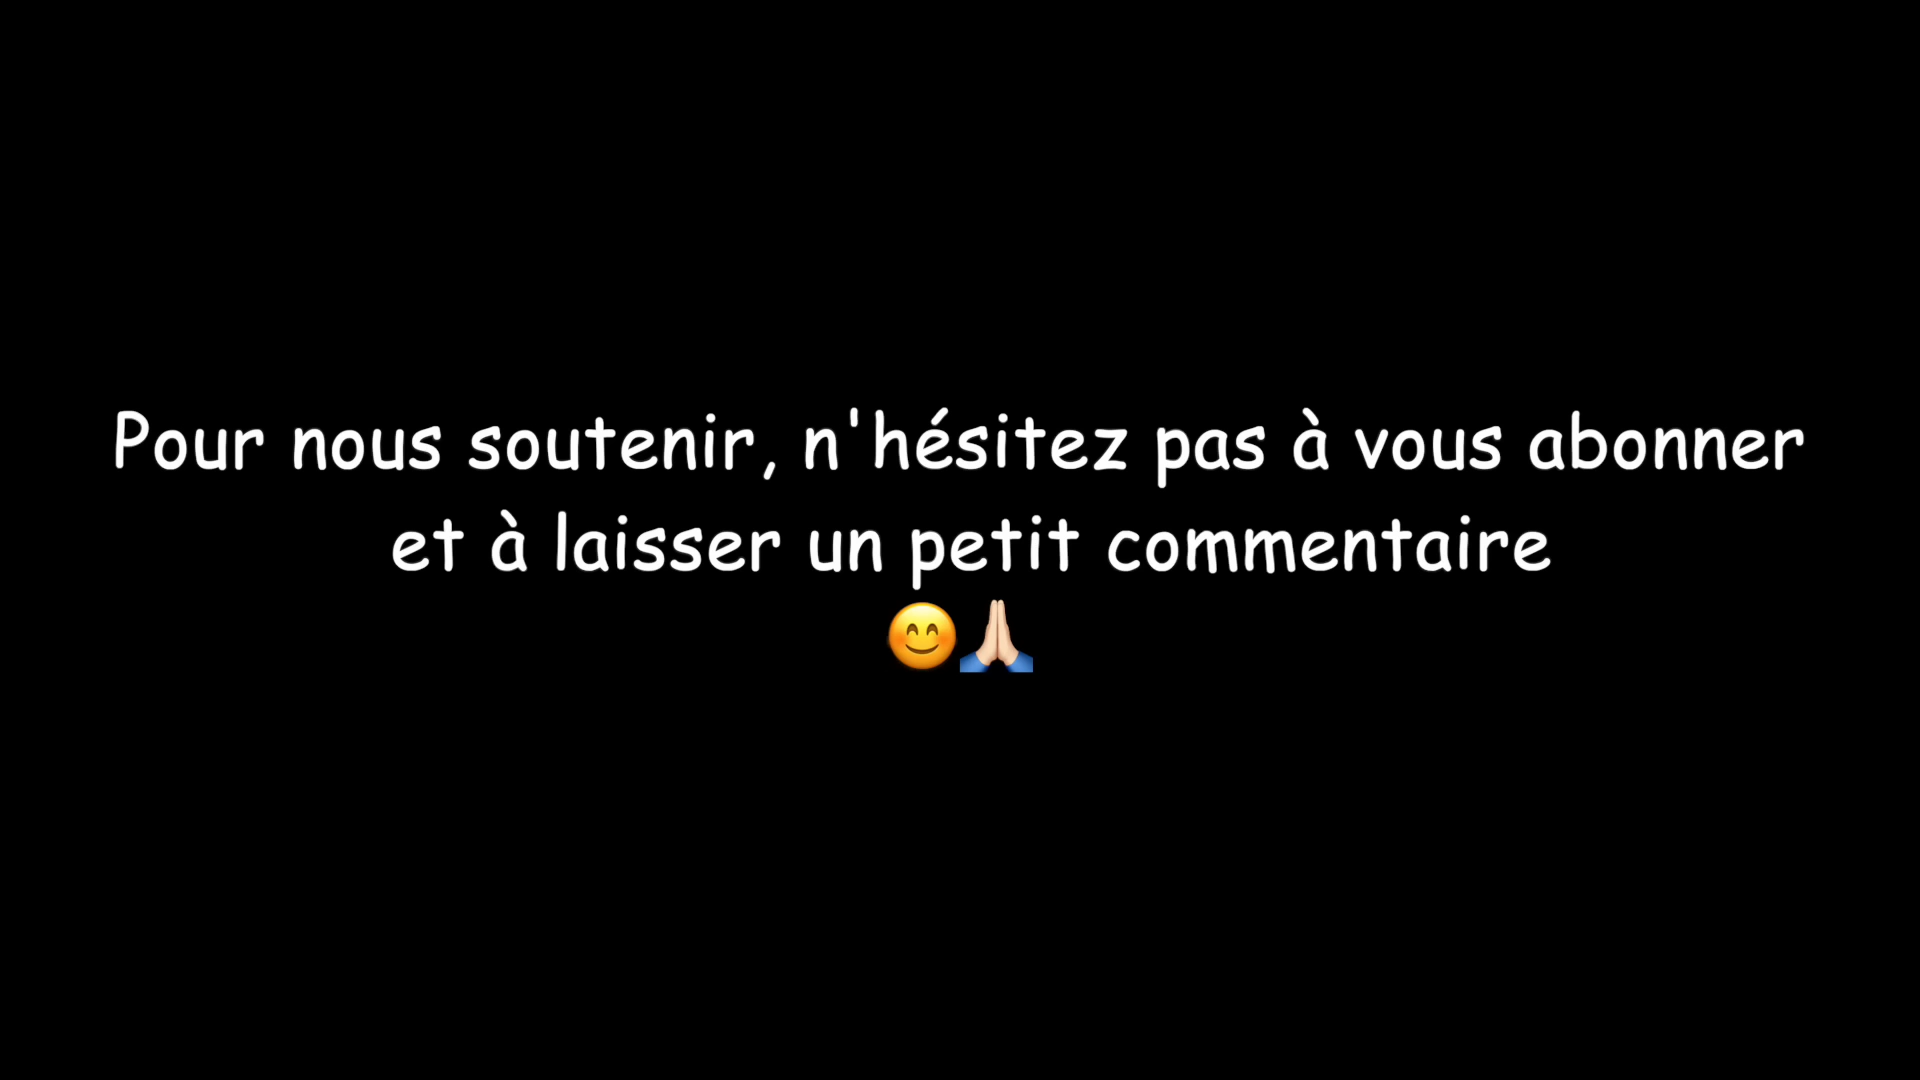 Pour nous soutenir, n'hésitez pas à vous abonner
et à laisser un petit commentaire
😊🙏🏻